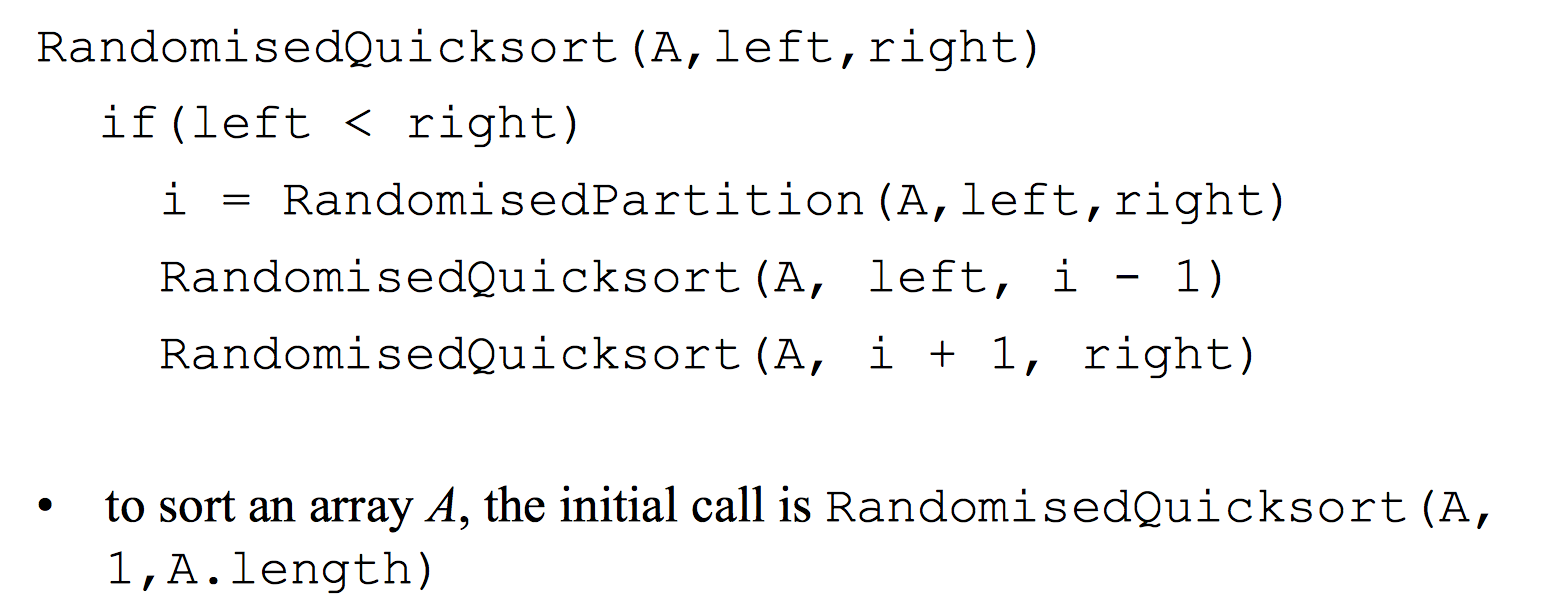 RandomisedQuicksort(A,left,right)
if(left < right)
i = RandomisedPartition(A,left,right)
RandomisedQuicksort(A, left, i - 1)
RandomisedQuicksort(A, i + 1, right)
• to sort an array A, the initial call is RandomisedQuicksort(A,
1,A.length)